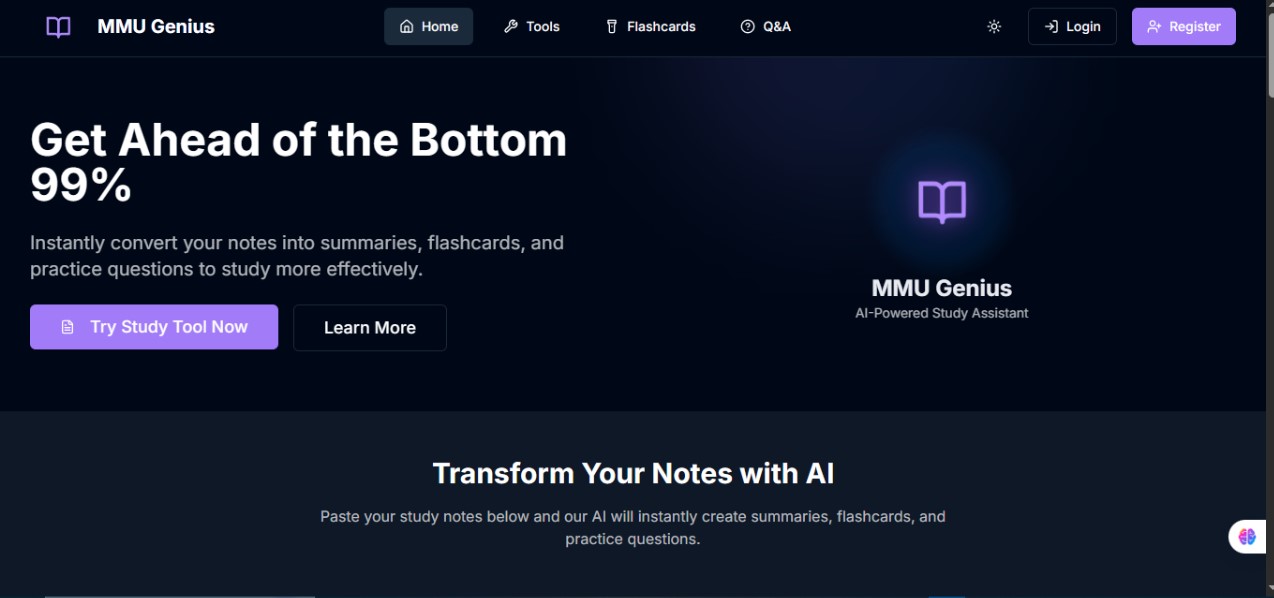 MMU Genius
Home
Tools
Flashcards
Q&A
Login
Register
Get Ahead of the Bottom
99%
Instantly convert your notes into summaries, flashcards, and
practice questions to study more effectively.
Try Study Tool Now
Learn More
MMU Genius
AI-Powered Study Assistant
Transform Your Notes with AI
Paste your study notes below and our AI will instantly create summaries, flashcards, and
practice questions.